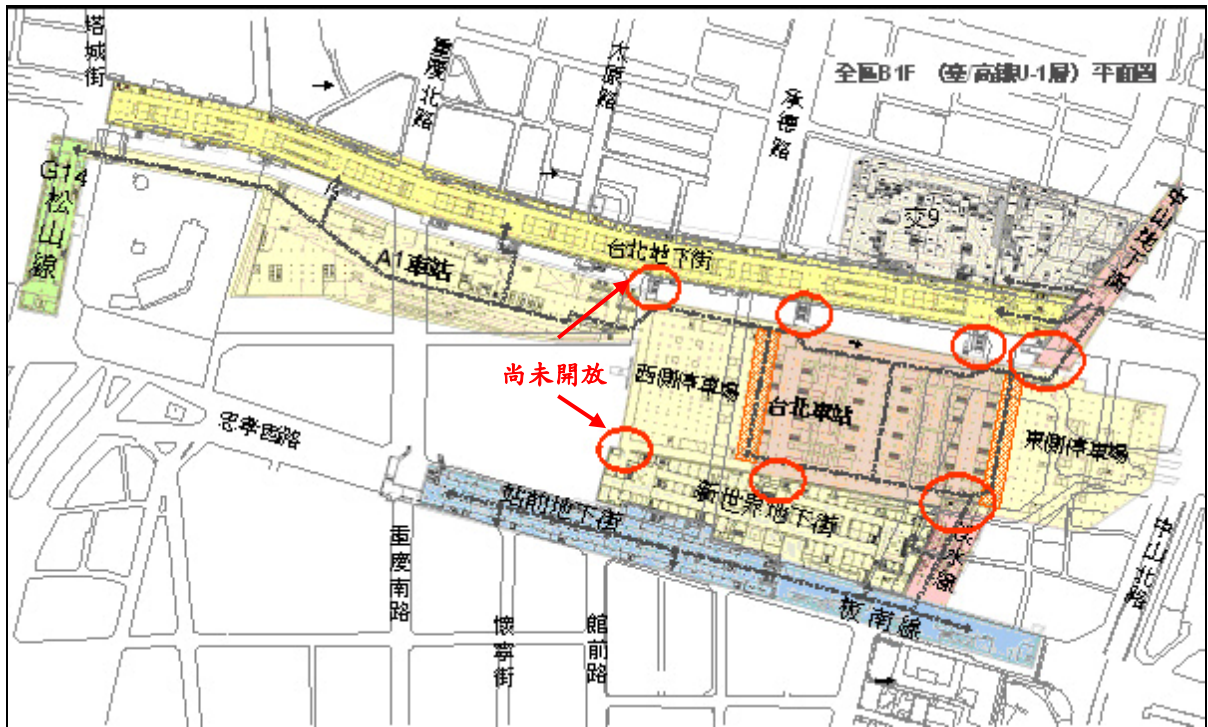 塔城街
重慶北路
太原路
承德路
全區B1F （臺/高鐵U-1層）平面圖
G14
松山線
交9
中山地下街
台北地下街
A1車站
尚未開放
西側停車場
台北車站
東側停車場
忠孝西路
站前地下街
新世界地下街
淡水線
板南線
中山北路
重慶南路
懷寧街
館前路